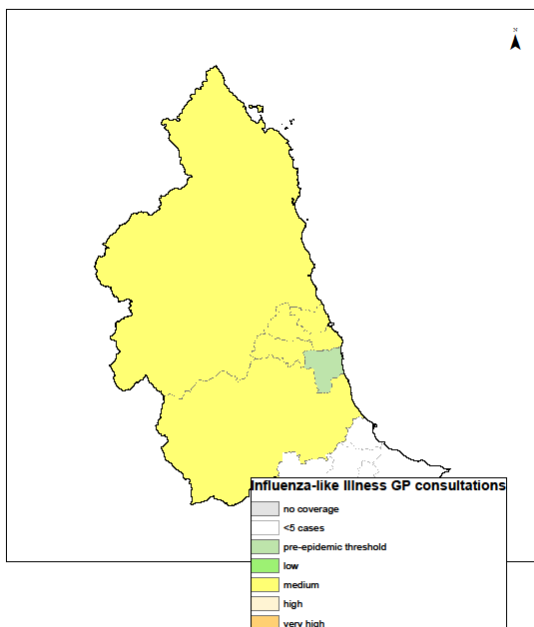 N
Influenza-like Illness GP consultations
no coverage
<5 cases
pre-epidemic threshold
low
medium
high
very high